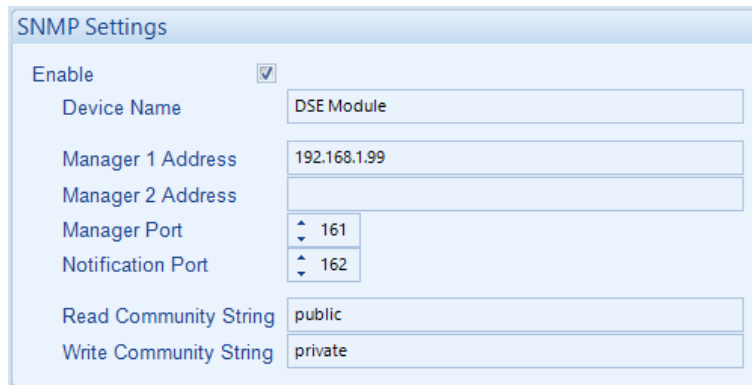 SNMP Settings
Enable
Device Name DSE Module
Manager 1 Address 192.168.1.99
Manager 2 Address
Manager Port 161
Notification Port 162
Read Community String public
Write Community String private